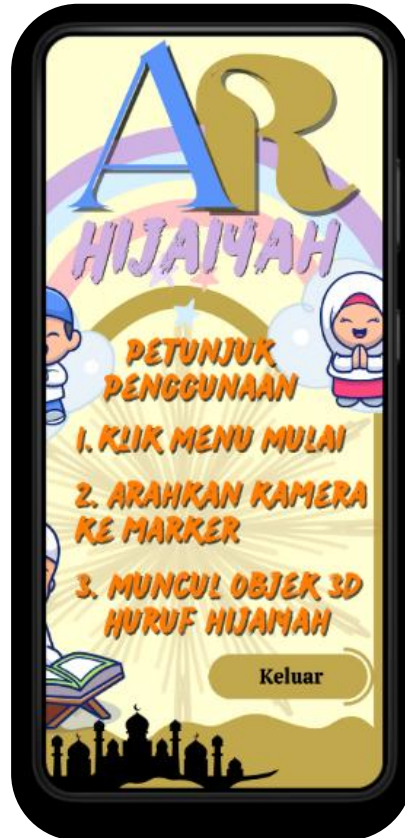 AR
HIJAIYAH
PETUNJUK
PENGGUNAAN
1. KLIK MENU MULAI
2. ARAHKAN KAMERA
KE MARKER
3. MUNCUL OBJEK 3D
HURUF HIJAIYAH
Keluar